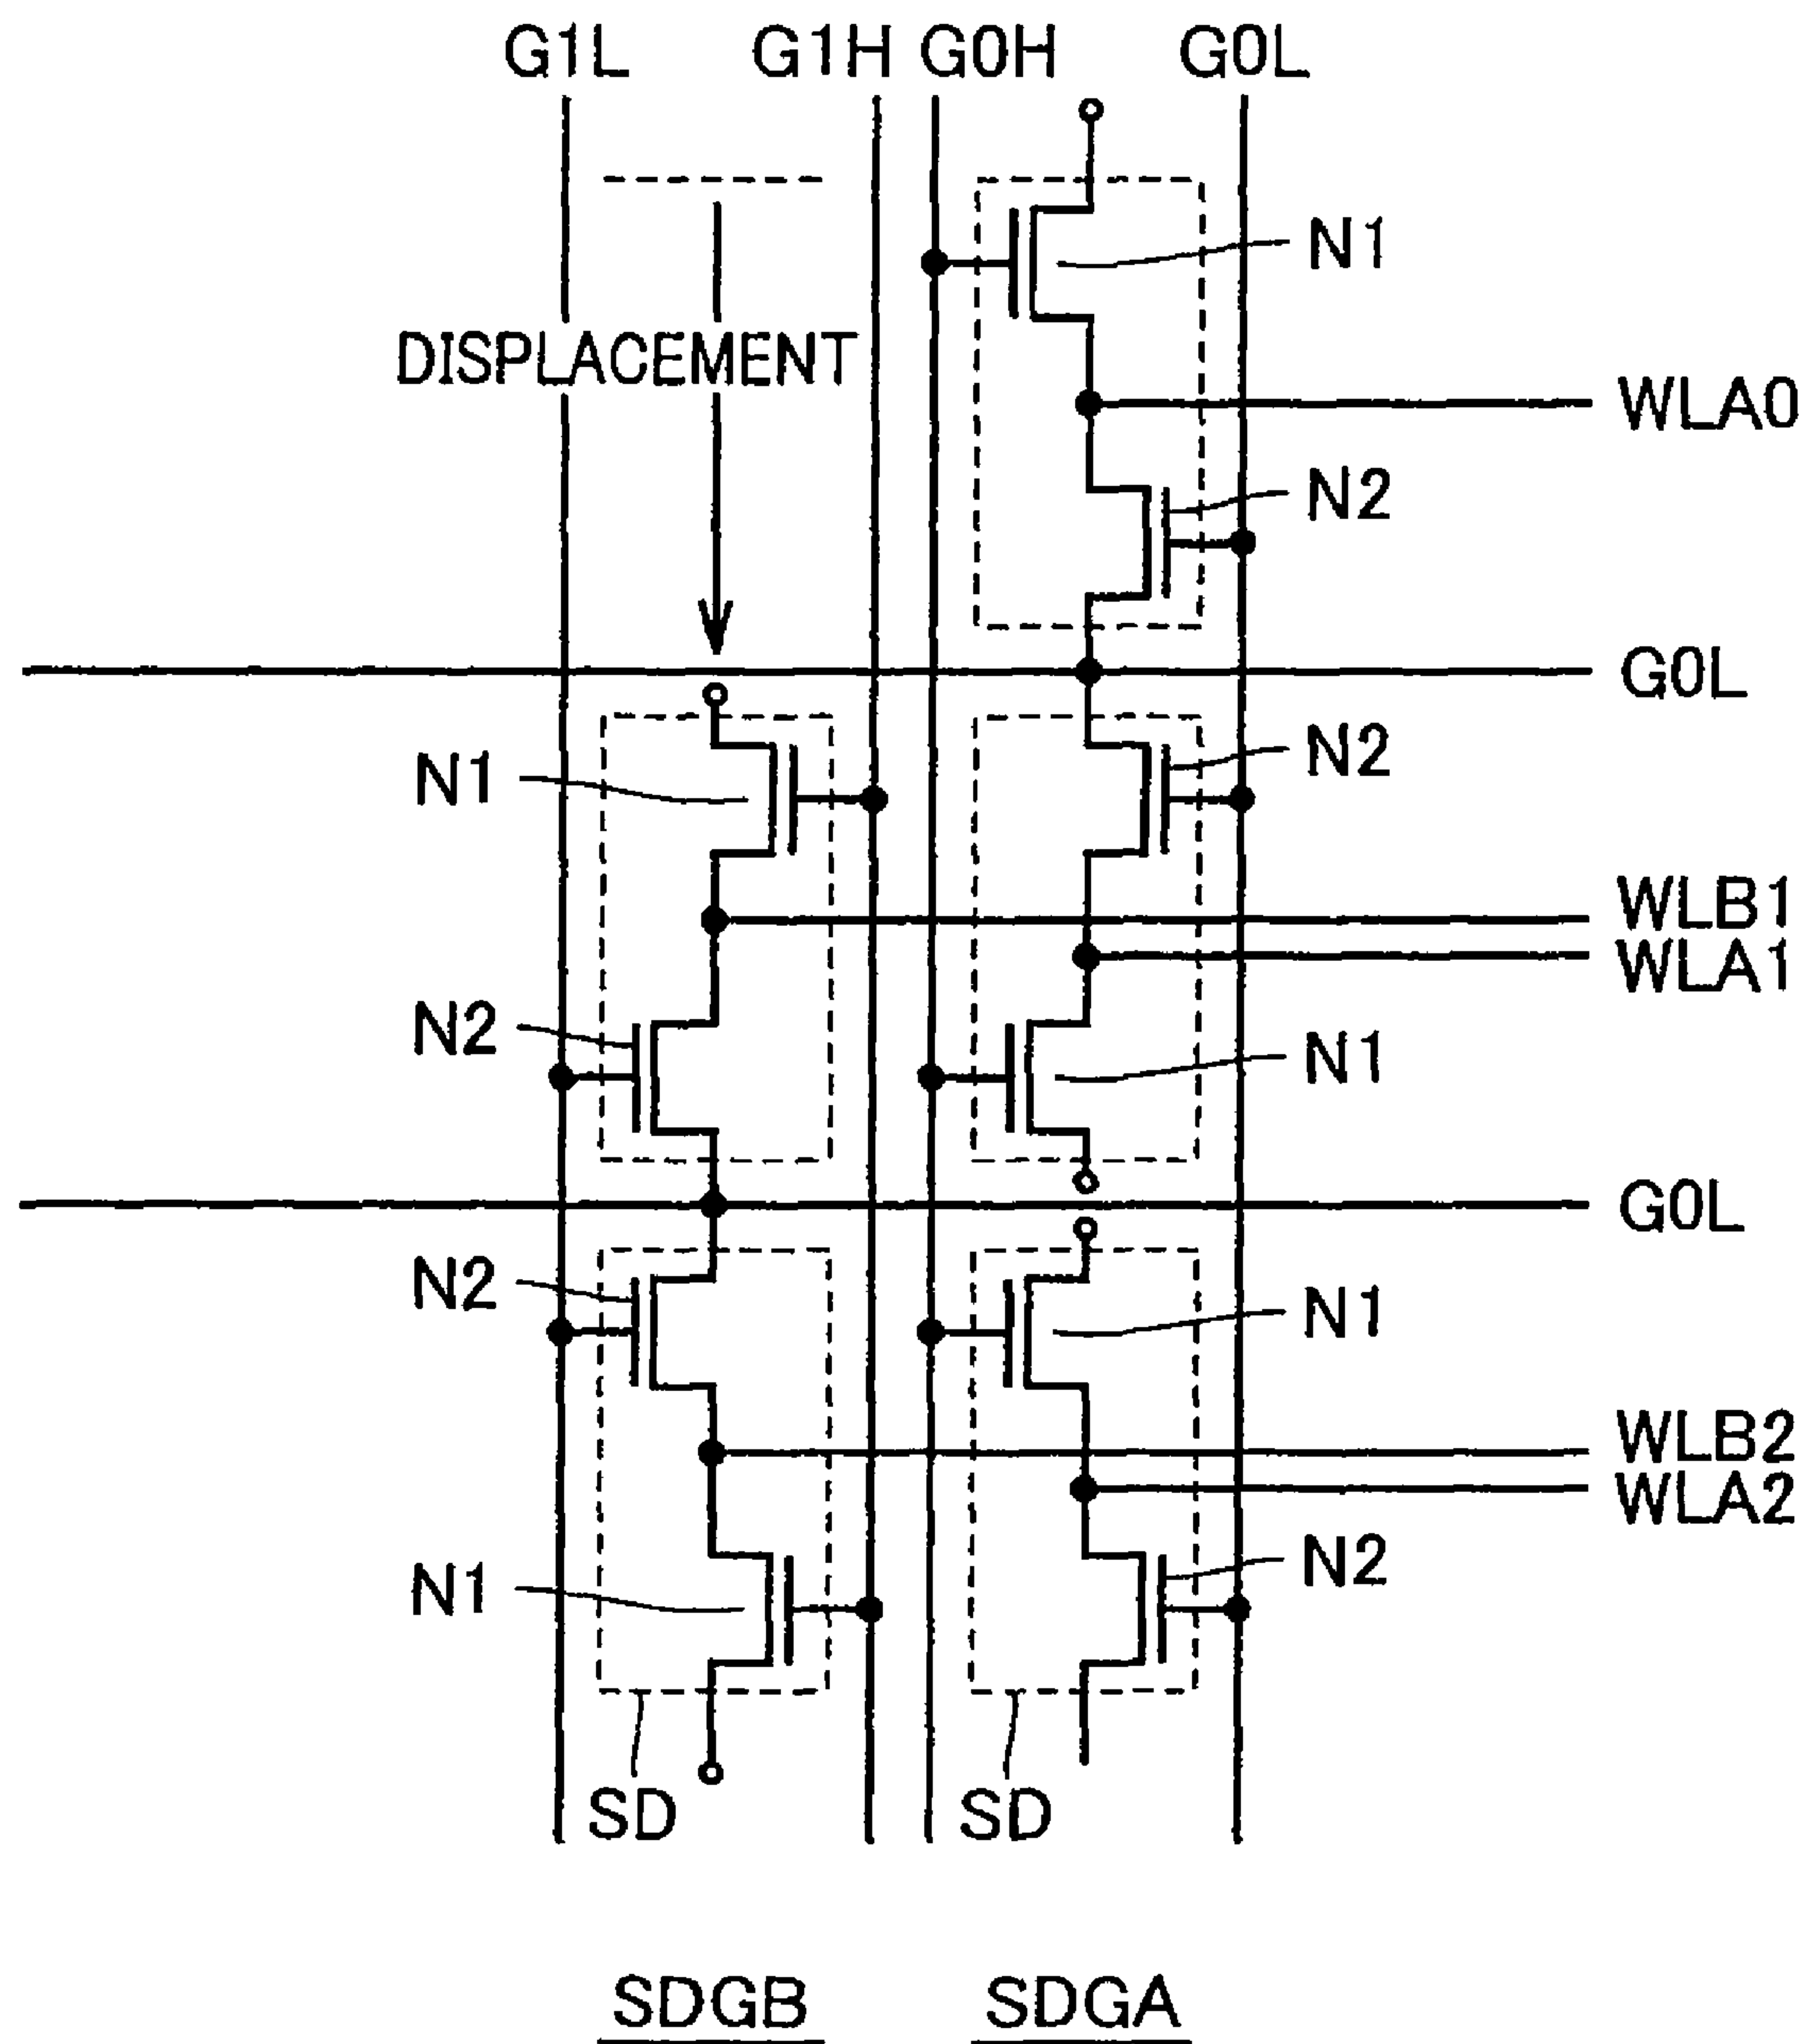 G1L G1H G0H G0L
N1
DISPLACEMENT
WLA0
N2
G0L
N1 N2
WLB1
WLA1
N2 N1
G0L
N2 N1
WLB2
WLA2
N1 N2
SD SD
SDGB SDGA